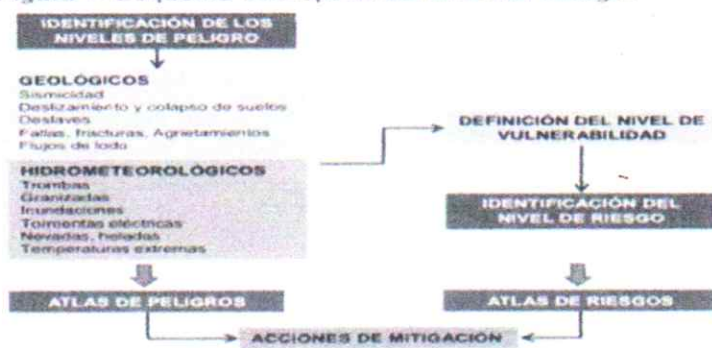 IDENTIFICACIÓN DE LOS
NIVELES DE PELIGRO
GEOLÓGICOS
Sismicidad
Deslizamiento y colapso de suelos
Deslaves
Fallas, fracturas, Agrietamientos
Flujos de lodo
HIDROMETEOROLÓGICOS
Trombas
Granizadas
Inundaciones
Tormentas eléctricas
Nevadas, heladas
Temperaturas extremas
ATLAS DE PELIGROS
DEFINICIÓN DEL NIVEL DE
VULNERABILIDAD
IDENTIFICACIÓN DEL
NIVEL DE RIESGO
ATLAS DE RIESGOS
ACCIONES DE MITIGACIÓN